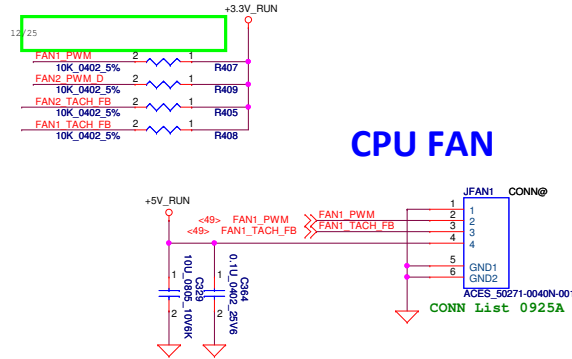 +3.3V_RUN
12/25
FAN1_PWM 2 1
10K_0402_5% R407
FAN2_PWM_D 2 1
10K_0402_5% R409
FAN2_TACH_FB 2 1
10K_0402_5% R405
FAN1_TACH_FB 2 1
10K_0402_5% R408
CPU FAN
JFAN1 CONN@
+5V_RUN
<49> FAN1_PWM FAN1_PWM
<49> FAN1_TACH_FB FAN1_TACH_FB
1 1
2 2
3 3
4 4
5 GND1
6 GND2
ACES_50271-0040N-001
CONN List 0925A
1 2
C329
10U_0805_10V6K
1 2
C364
0.1U_0402_25V6